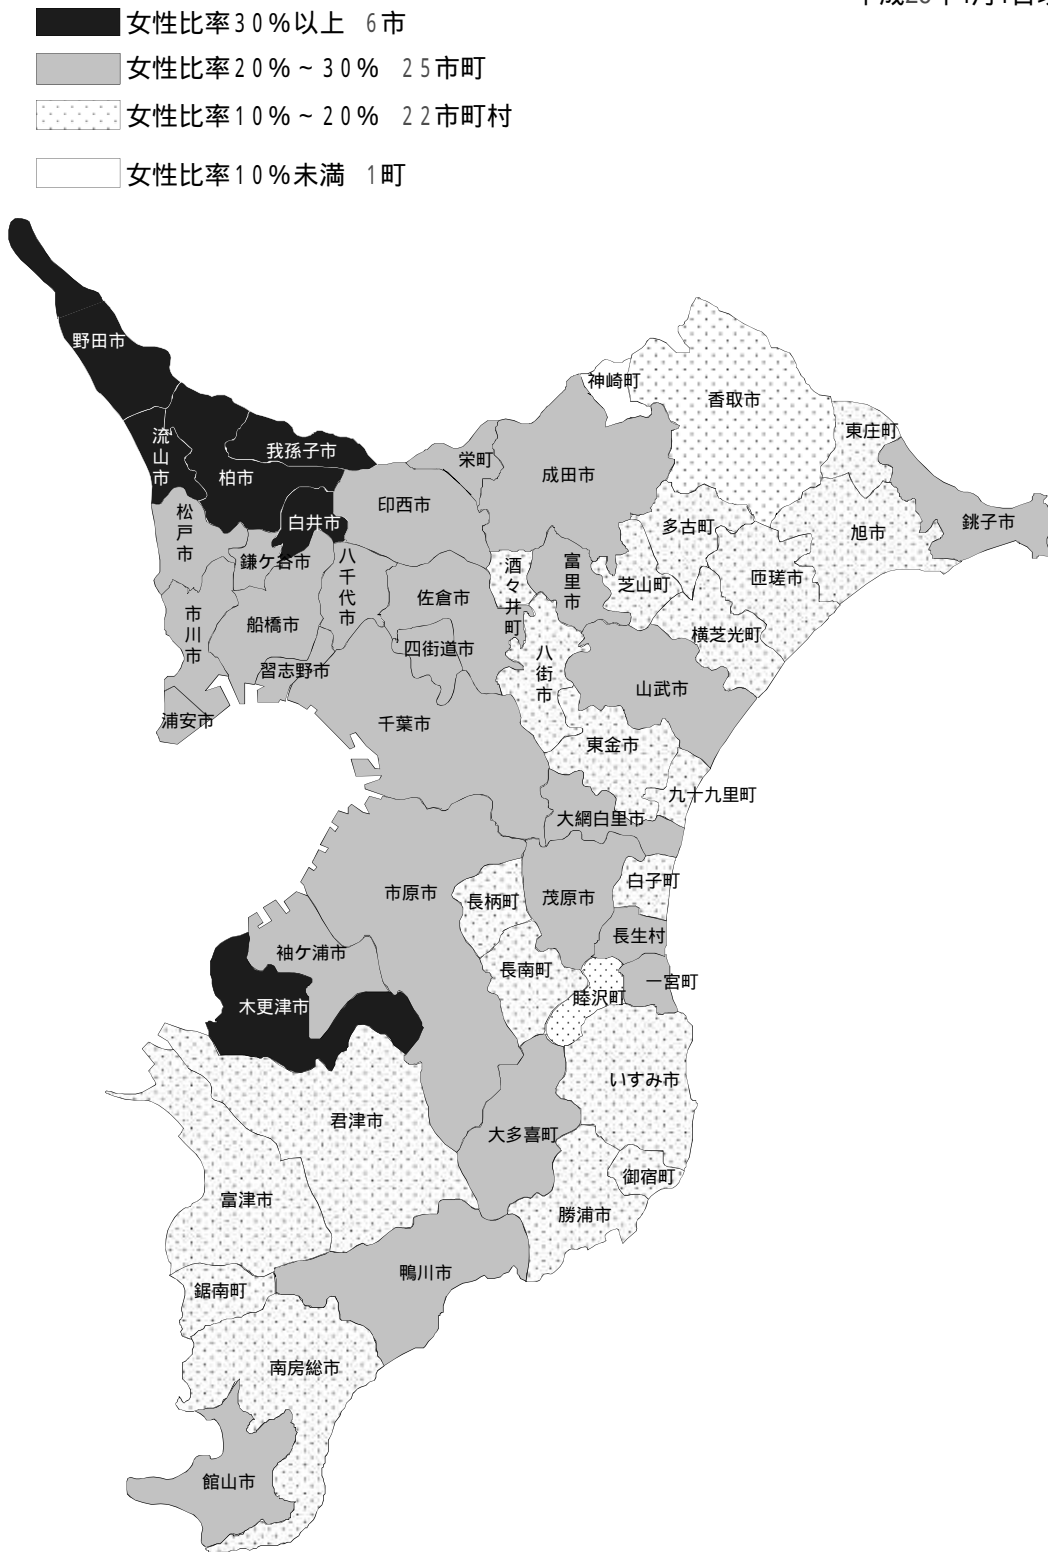 女性比率30%以上 6市
女性比率20%~30% 25市町
女性比率10%~20% 22市町村
女性比率10%未満 1町
野田市
神崎町
香取市
流山市
我孫子市
東庄町
柏市
栄町
成田市
印西市
白井市
松戸市
多古町
銚子市
旭市
鎌ケ谷市
八千代市
酒々井町
富里市
芝山町
匝瑳市
佐倉市
市川市
船橋市
横芝光町
四街道市
八街市
習志野市
山武市
浦安市
千葉市
東金市
九十九里町
大網白里市
市原市
長柄町
茂原市
白子町
長生村
袖ケ浦市
長南町
一宮町
睦沢町
木更津市
いすみ市
君津市
大多喜町
御宿町
富津市
勝浦市
鴨川市
鋸南町
南房総市
館山市